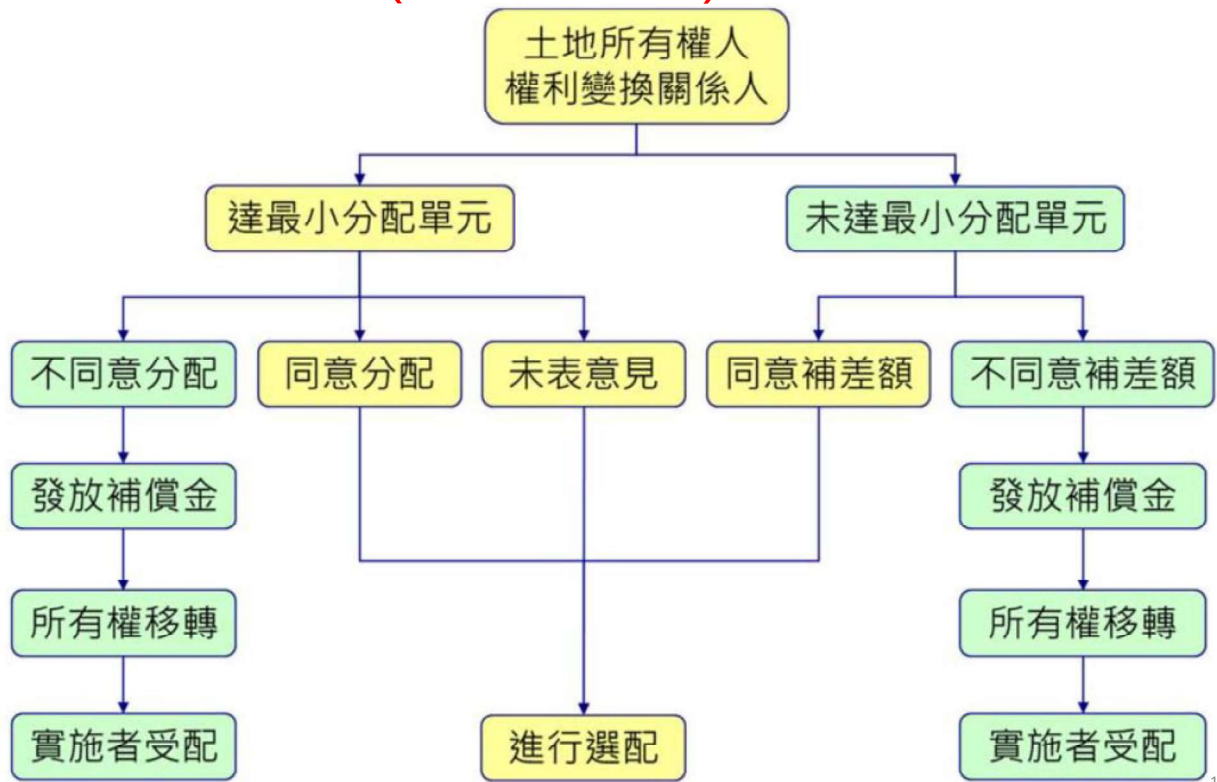 土地所有權人
權利變換關係人
達最小分配單元
未達最小分配單元
不同意分配
同意分配
未表意見
同意補差額
不同意補差額
發放補償金
發放補償金
所有權移轉
所有權移轉
實施者受配
進行選配
實施者受配